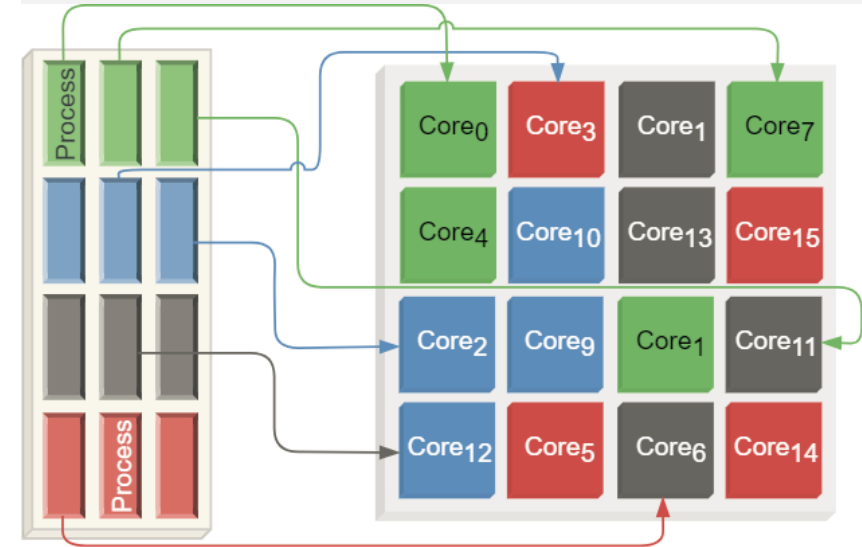 Process
Core0 Core3 Core1 Core7
Core4 Core10 Core13 Core15
Core2 Core9 Core1 Core11
Core12 Core5 Core6 Core14
Process